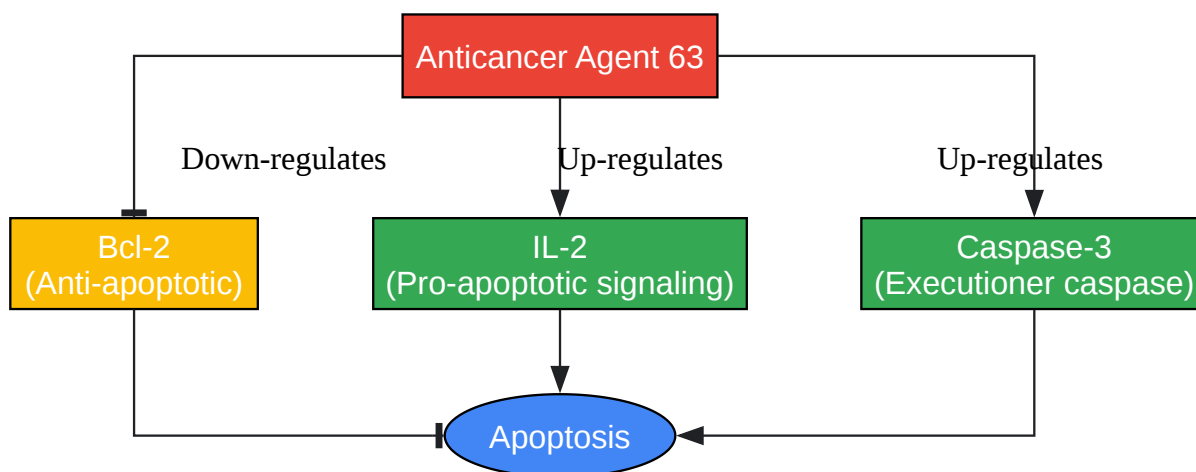 Anticancer Agent 63
Down-regulates
Up-regulates
Up-regulates
Bcl-2
(Anti-apoptotic)
IL-2
(Pro-apoptotic signaling)
Caspase-3
(Executioner caspase)
Apoptosis